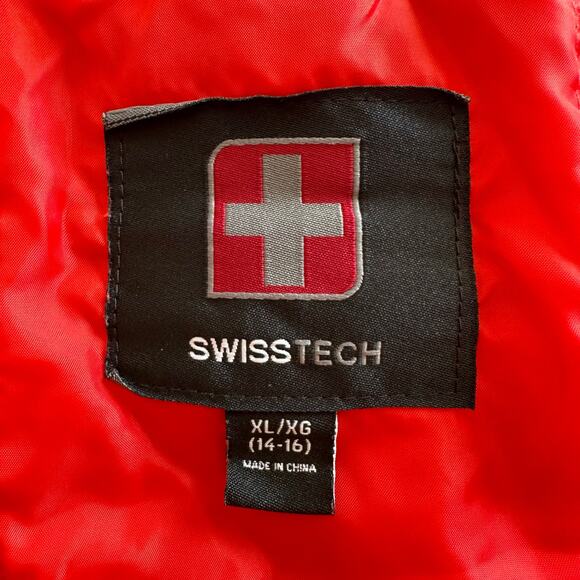 SWISSTECH
XL/XG
(14-16)
MADE IN CHINA